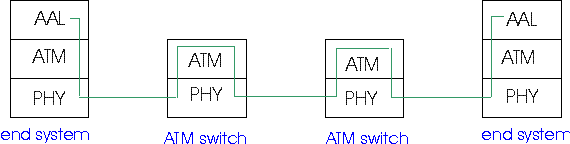 AAL
ATM
PHY
end system
ATM
PHY
ATM switch
ATM
PHY
ATM switch
AAL
ATM
PHY
end system